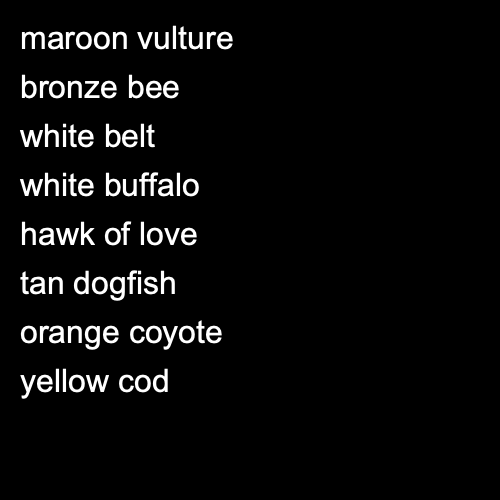 maroon vulture
bronze bee
white belt
white buffalo
hawk of love
tan dogfish
orange coyote
yellow cod